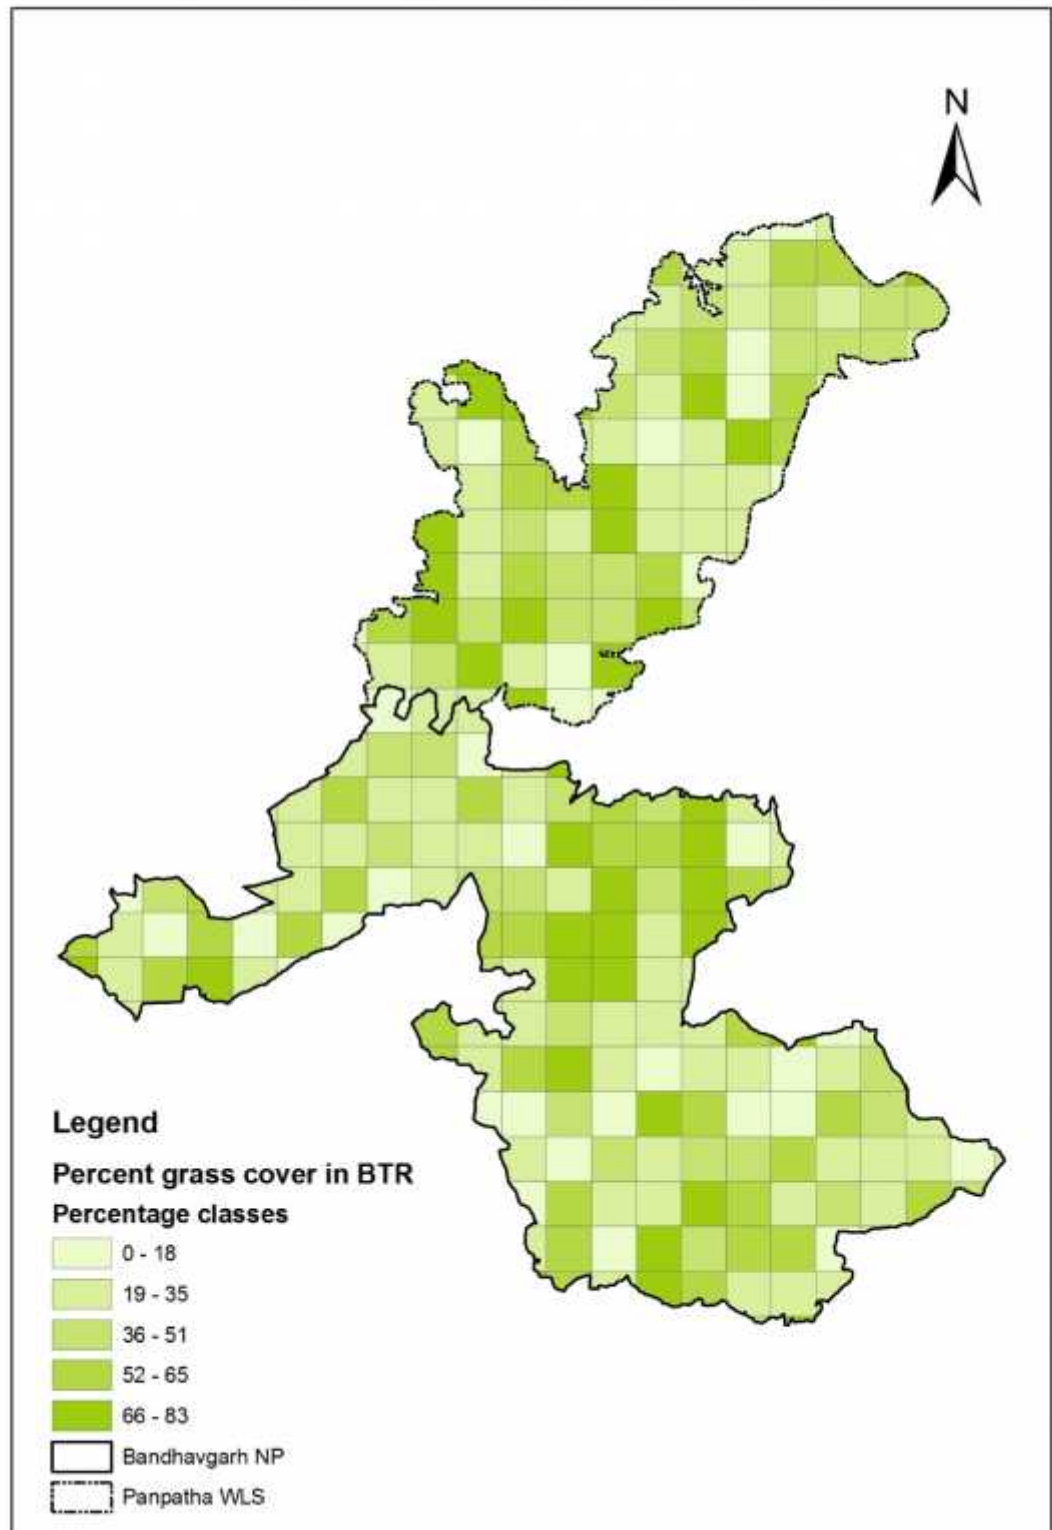 N
Legend
Percent grass cover in BTR
Percentage classes
0 - 18
19 - 35
36 - 51
52 - 65
66 - 83
Bandhavgarh NP
Panpatha WLS